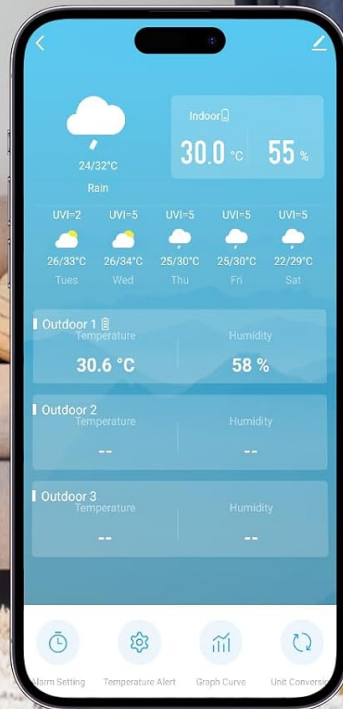 24/32°C
Rain
Indoor
30.0 °C 55 %
UVI=2 UVI=5 UVI=5 UVI=5 UVI=5
26/33°C 26/34°C 25/30°C 25/30°C 22/29°C
Tues Wed Thu Fri Sat
Outdoor 1
Temperature Humidity
30.6 °C 58 %
Outdoor 2
Temperature Humidity
-- --
Outdoor 3
Temperature Humidity
-- --
Alarm Setting Temperature Alert Graph Curve Unit Conversion